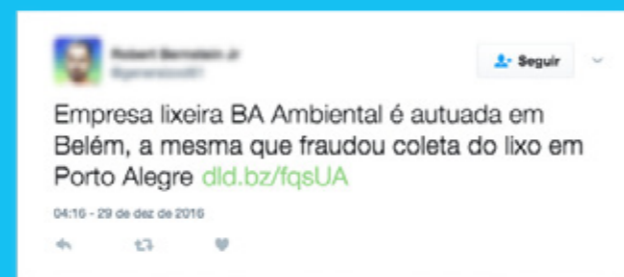 Seguir
Empresa lixeira BA Ambiental é autuada em
Belém, a mesma que fraudou coleta do lixo em
Porto Alegre dld.bz/fqsUA
04:16 - 29 de dez de 2016